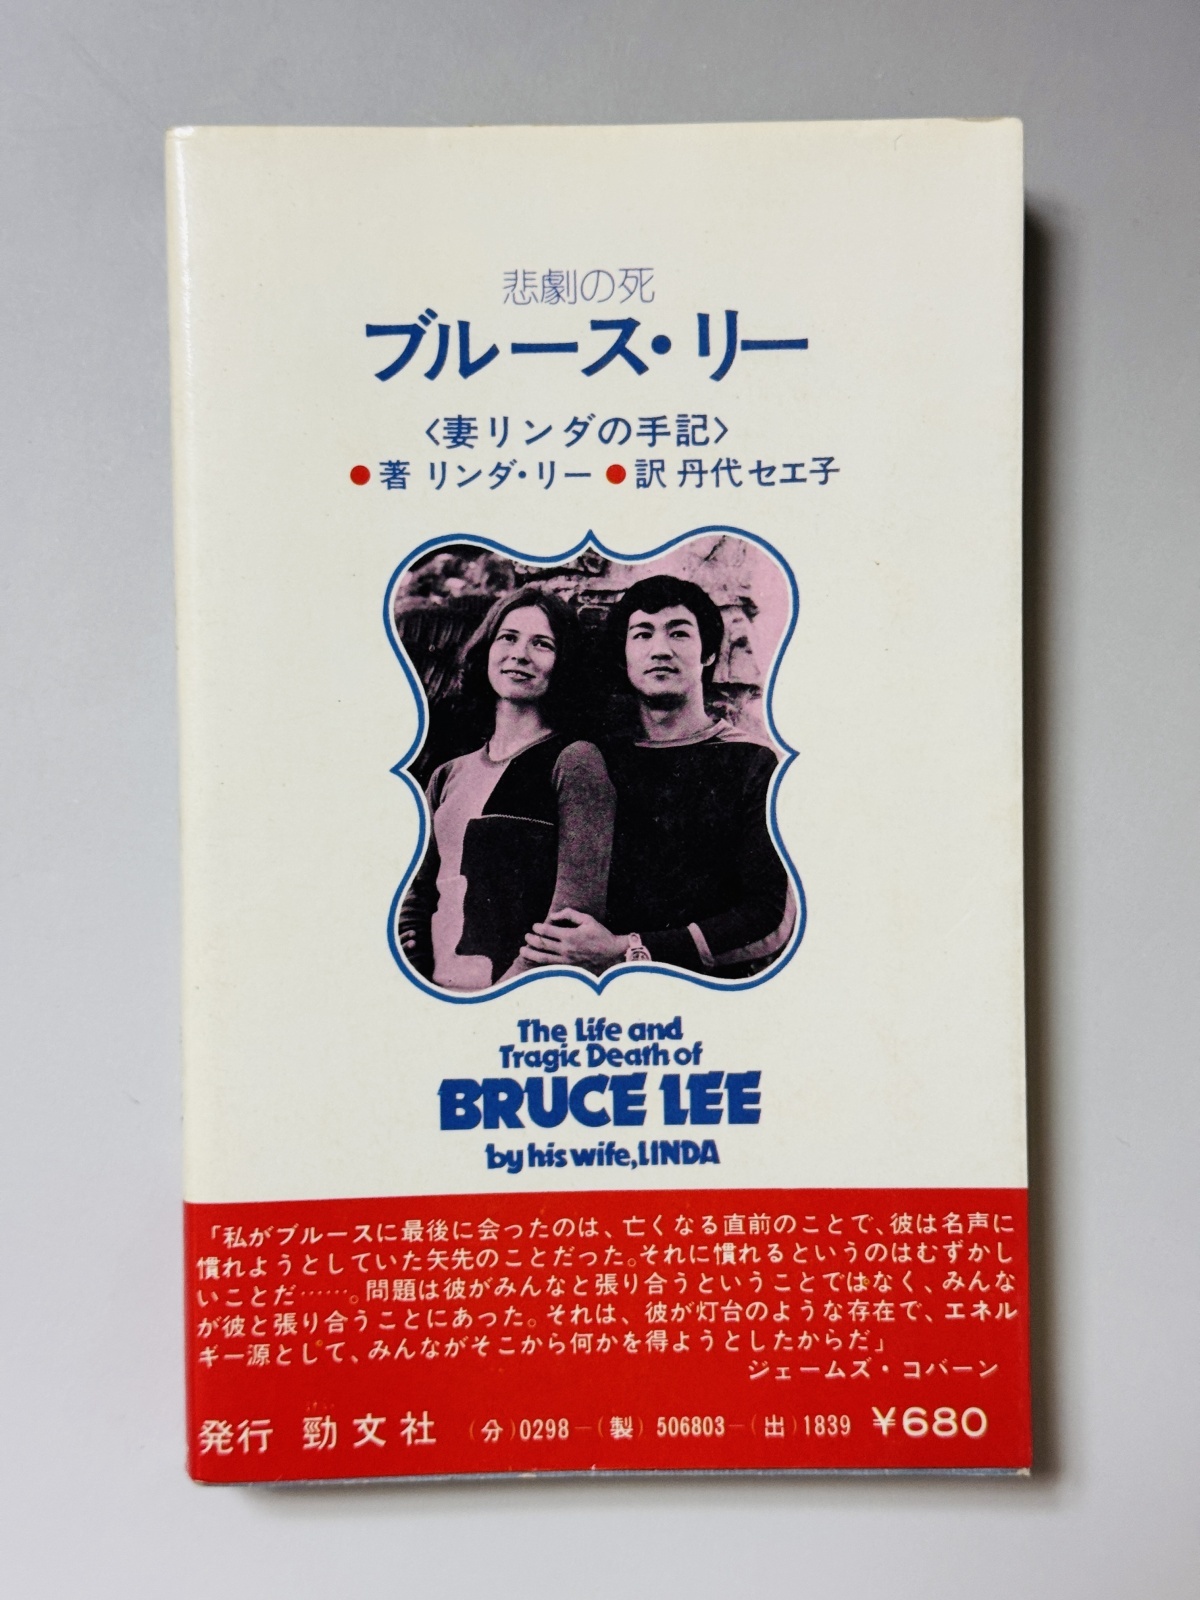 悲劇の死
ブルース・リー
〈妻リンダの手記〉
●著 リンダ・リー ●訳 丹代セエ子
The Life and
Tragic Death of
BRUCE LEE
by his wife, LINDA
「私がブルースに最後に会ったのは、亡くなる直前のことで、彼は名声に
慣れようとしていた矢先のことだった。それに慣れるというのはむずかし
いことだ……。問題は彼がみんなと張り合うということではなく、みんな
が彼と張り合うことにあった。それは、彼が灯台のような存在で、エネル
ギー源として、みんながそこから何かを得ようとしたからだ」
ジェームズ・コバーン
発行 勁文社 (分)0298-(製)506803-(出)1839 ¥680